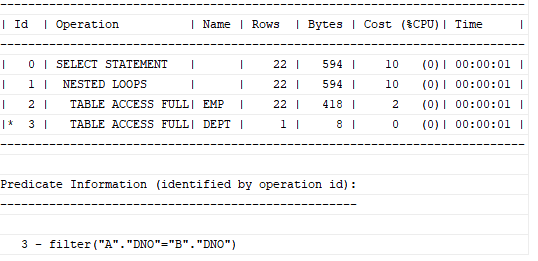 ---------------------------------------------------------------------------
| Id  | Operation          | Name | Rows  | Bytes | Cost (%CPU)| Time     |
---------------------------------------------------------------------------
|   0 | SELECT STATEMENT   |      |    22 |   594 |    10   (0)| 00:00:01 |
|   1 |  NESTED LOOPS      |      |    22 |   594 |    10   (0)| 00:00:01 |
|   2 |   TABLE ACCESS FULL| EMP  |    22 |   418 |     2   (0)| 00:00:01 |
|*  3 |   TABLE ACCESS FULL| DEPT |     1 |     8 |     0   (0)| 00:00:01 |
---------------------------------------------------------------------------
Predicate Information (identified by operation id):
---------------------------------------------------
   3 - filter("A"."DNO"="B"."DNO")